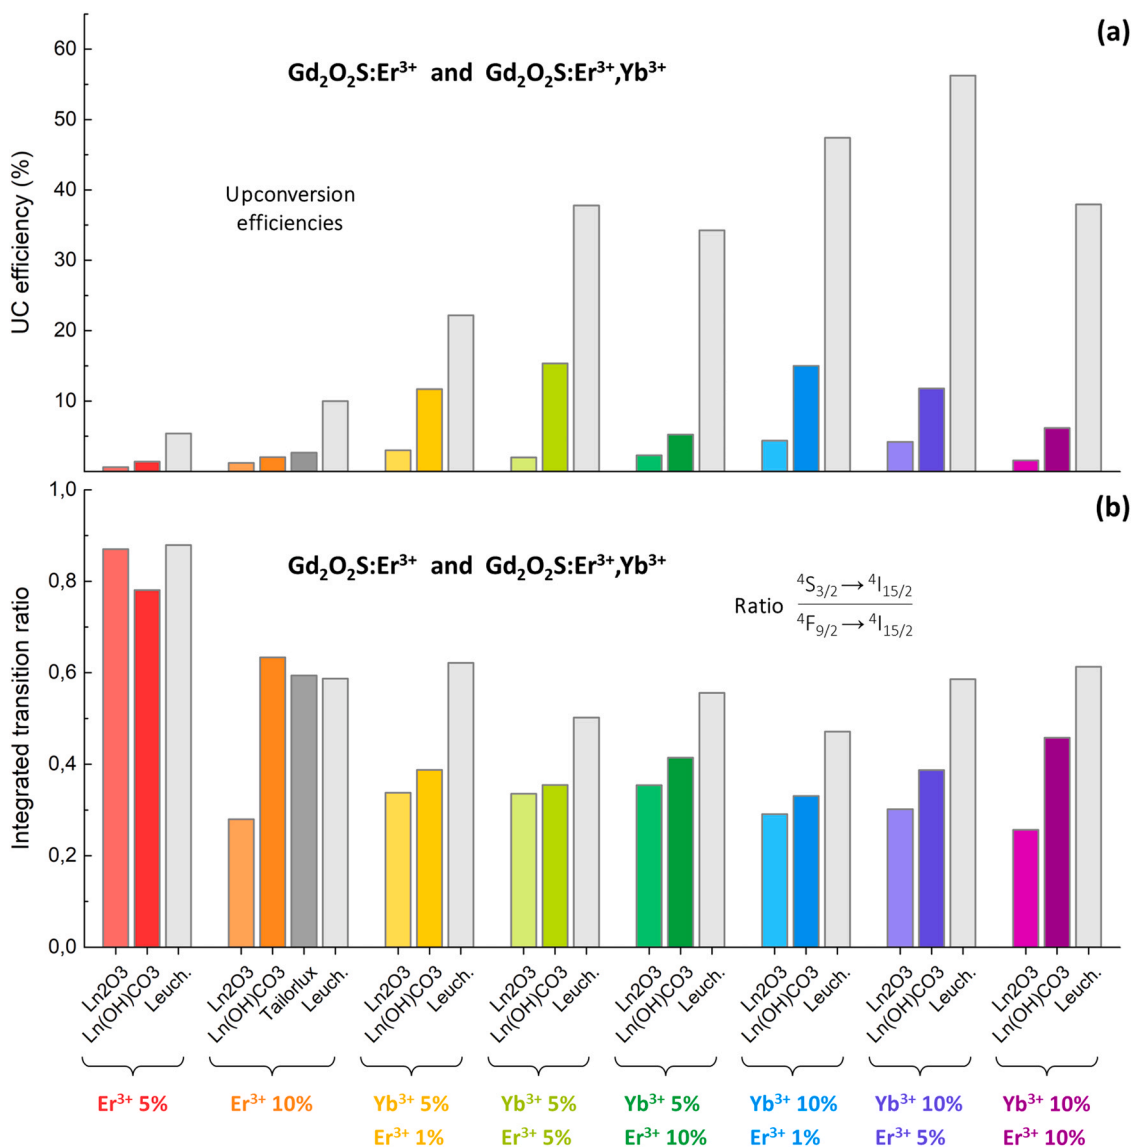 (a)
60
Gd₂O₂S:Er³⁺ and Gd₂O₂S:Er³⁺,Yb³⁺
50
40
Upconversion
efficiencies
30
20
10
UC efficiency (%)
(b)
1,0
Gd₂O₂S:Er³⁺ and Gd₂O₂S:Er³⁺,Yb³⁺
0,8
Ratio ⁴S₃/₂ → ⁴I₁₅/₂
⁴F₉/₂ → ⁴I₁₅/₂
0,6
0,4
0,2
0,0
Integrated transition ratio
Ln2O3 Ln(OH)CO3 Leuch. Ln2O3 Ln(OH)CO3 Tailorlux Leuch. Ln2O3 Ln(OH)CO3 Leuch. Ln2O3 Ln(OH)CO3 Leuch. Ln2O3 Ln(OH)CO3 Leuch. Ln2O3 Ln(OH)CO3 Leuch. Ln2O3 Ln(OH)CO3 Leuch. Ln2O3 Ln(OH)CO3 Leuch.
Er³⁺ 5% Er³⁺ 10% Yb³⁺ 5% Yb³⁺ 5% Yb³⁺ 5% Yb³⁺ 10% Yb³⁺ 10% Yb³⁺ 10%
Er³⁺ 1% Er³⁺ 5% Er³⁺ 10% Er³⁺ 1% Er³⁺ 5% Er³⁺ 10%